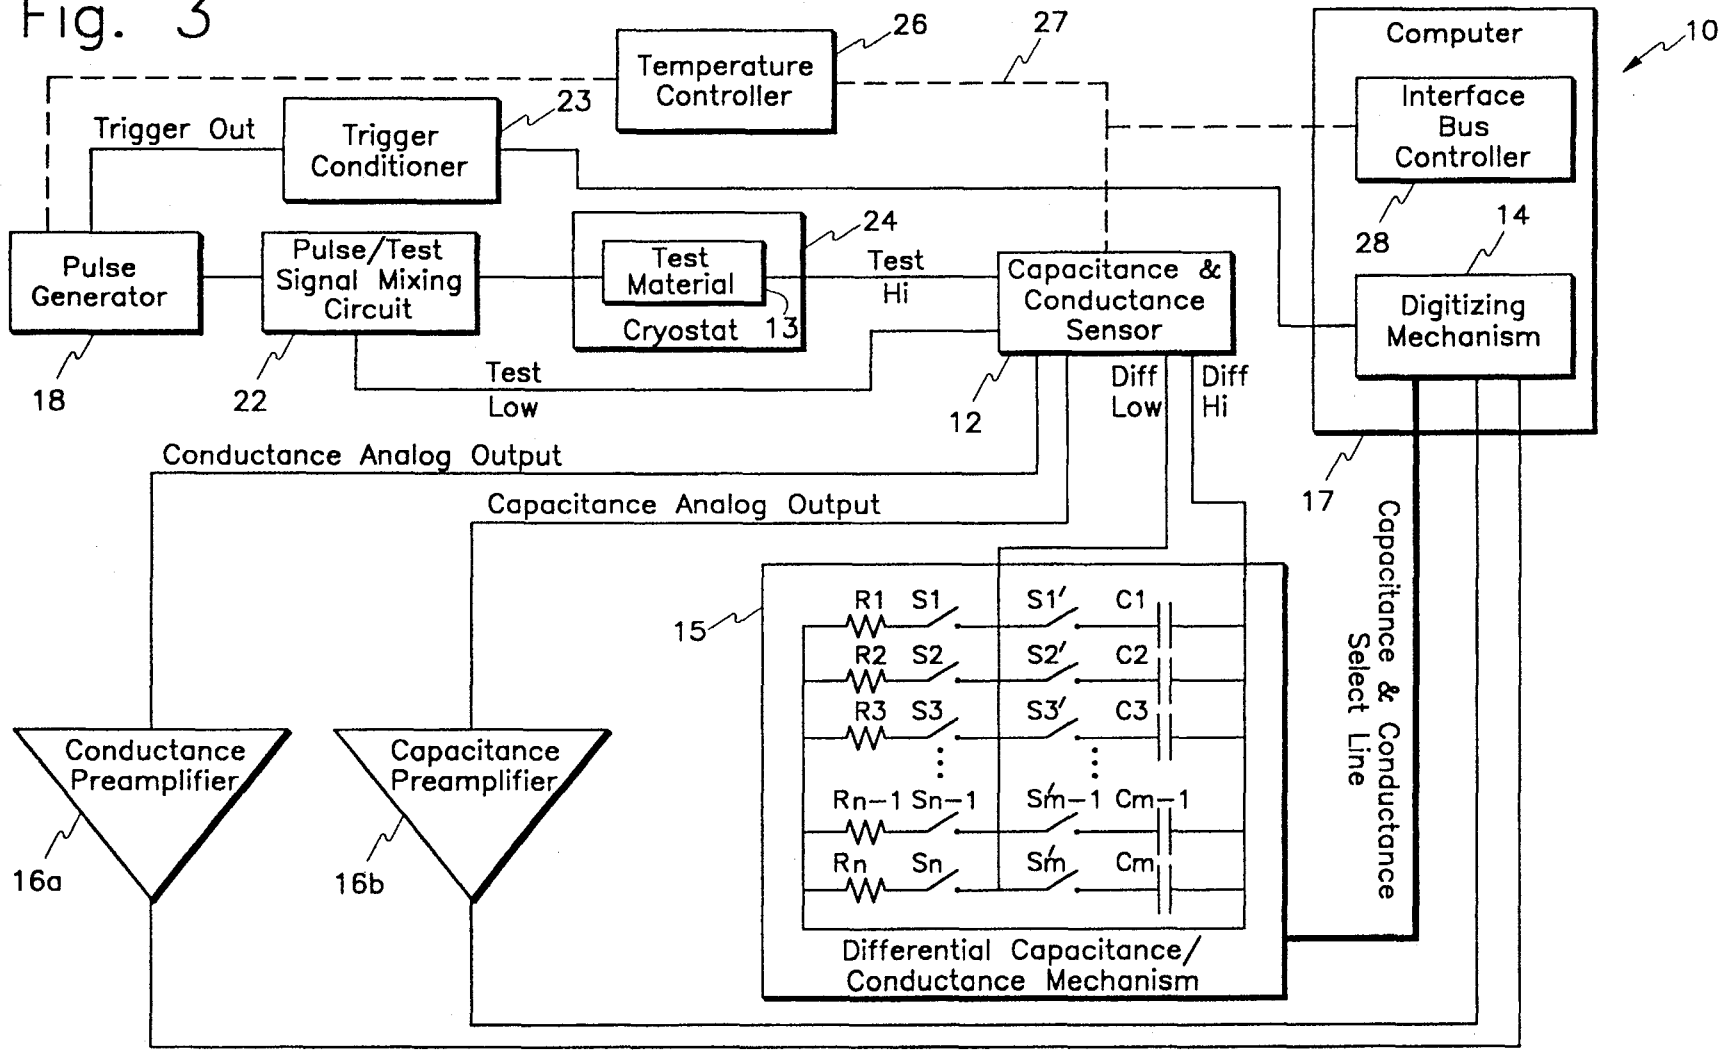 Fig. 3
Temperature
Controller
26
27
Computer
10
Interface
Bus
Controller
28
14
Digitizing
Mechanism
17
Trigger Out
Trigger
Conditioner
23
Pulse
Generator
18
Pulse/Test
Signal Mixing
Circuit
22
Test
Material
13
Cryostat
24
Test
Hi
Test
Low
Capacitance &
Conductance
Sensor
12
Diff
Low
Diff
Hi
Conductance Analog Output
Capacitance Analog Output
Capacitance & Conductance
Select Line
15
R1 S1 S1′ C1
R2 S2 S2′ C2
R3 S3 S3′ C3
Rn-1 Sn-1 S′m-1 Cm-1
Rn Sn S′m Cm
Differential Capacitance/
Conductance Mechanism
Conductance
Preamplifier
16a
Capacitance
Preamplifier
16b